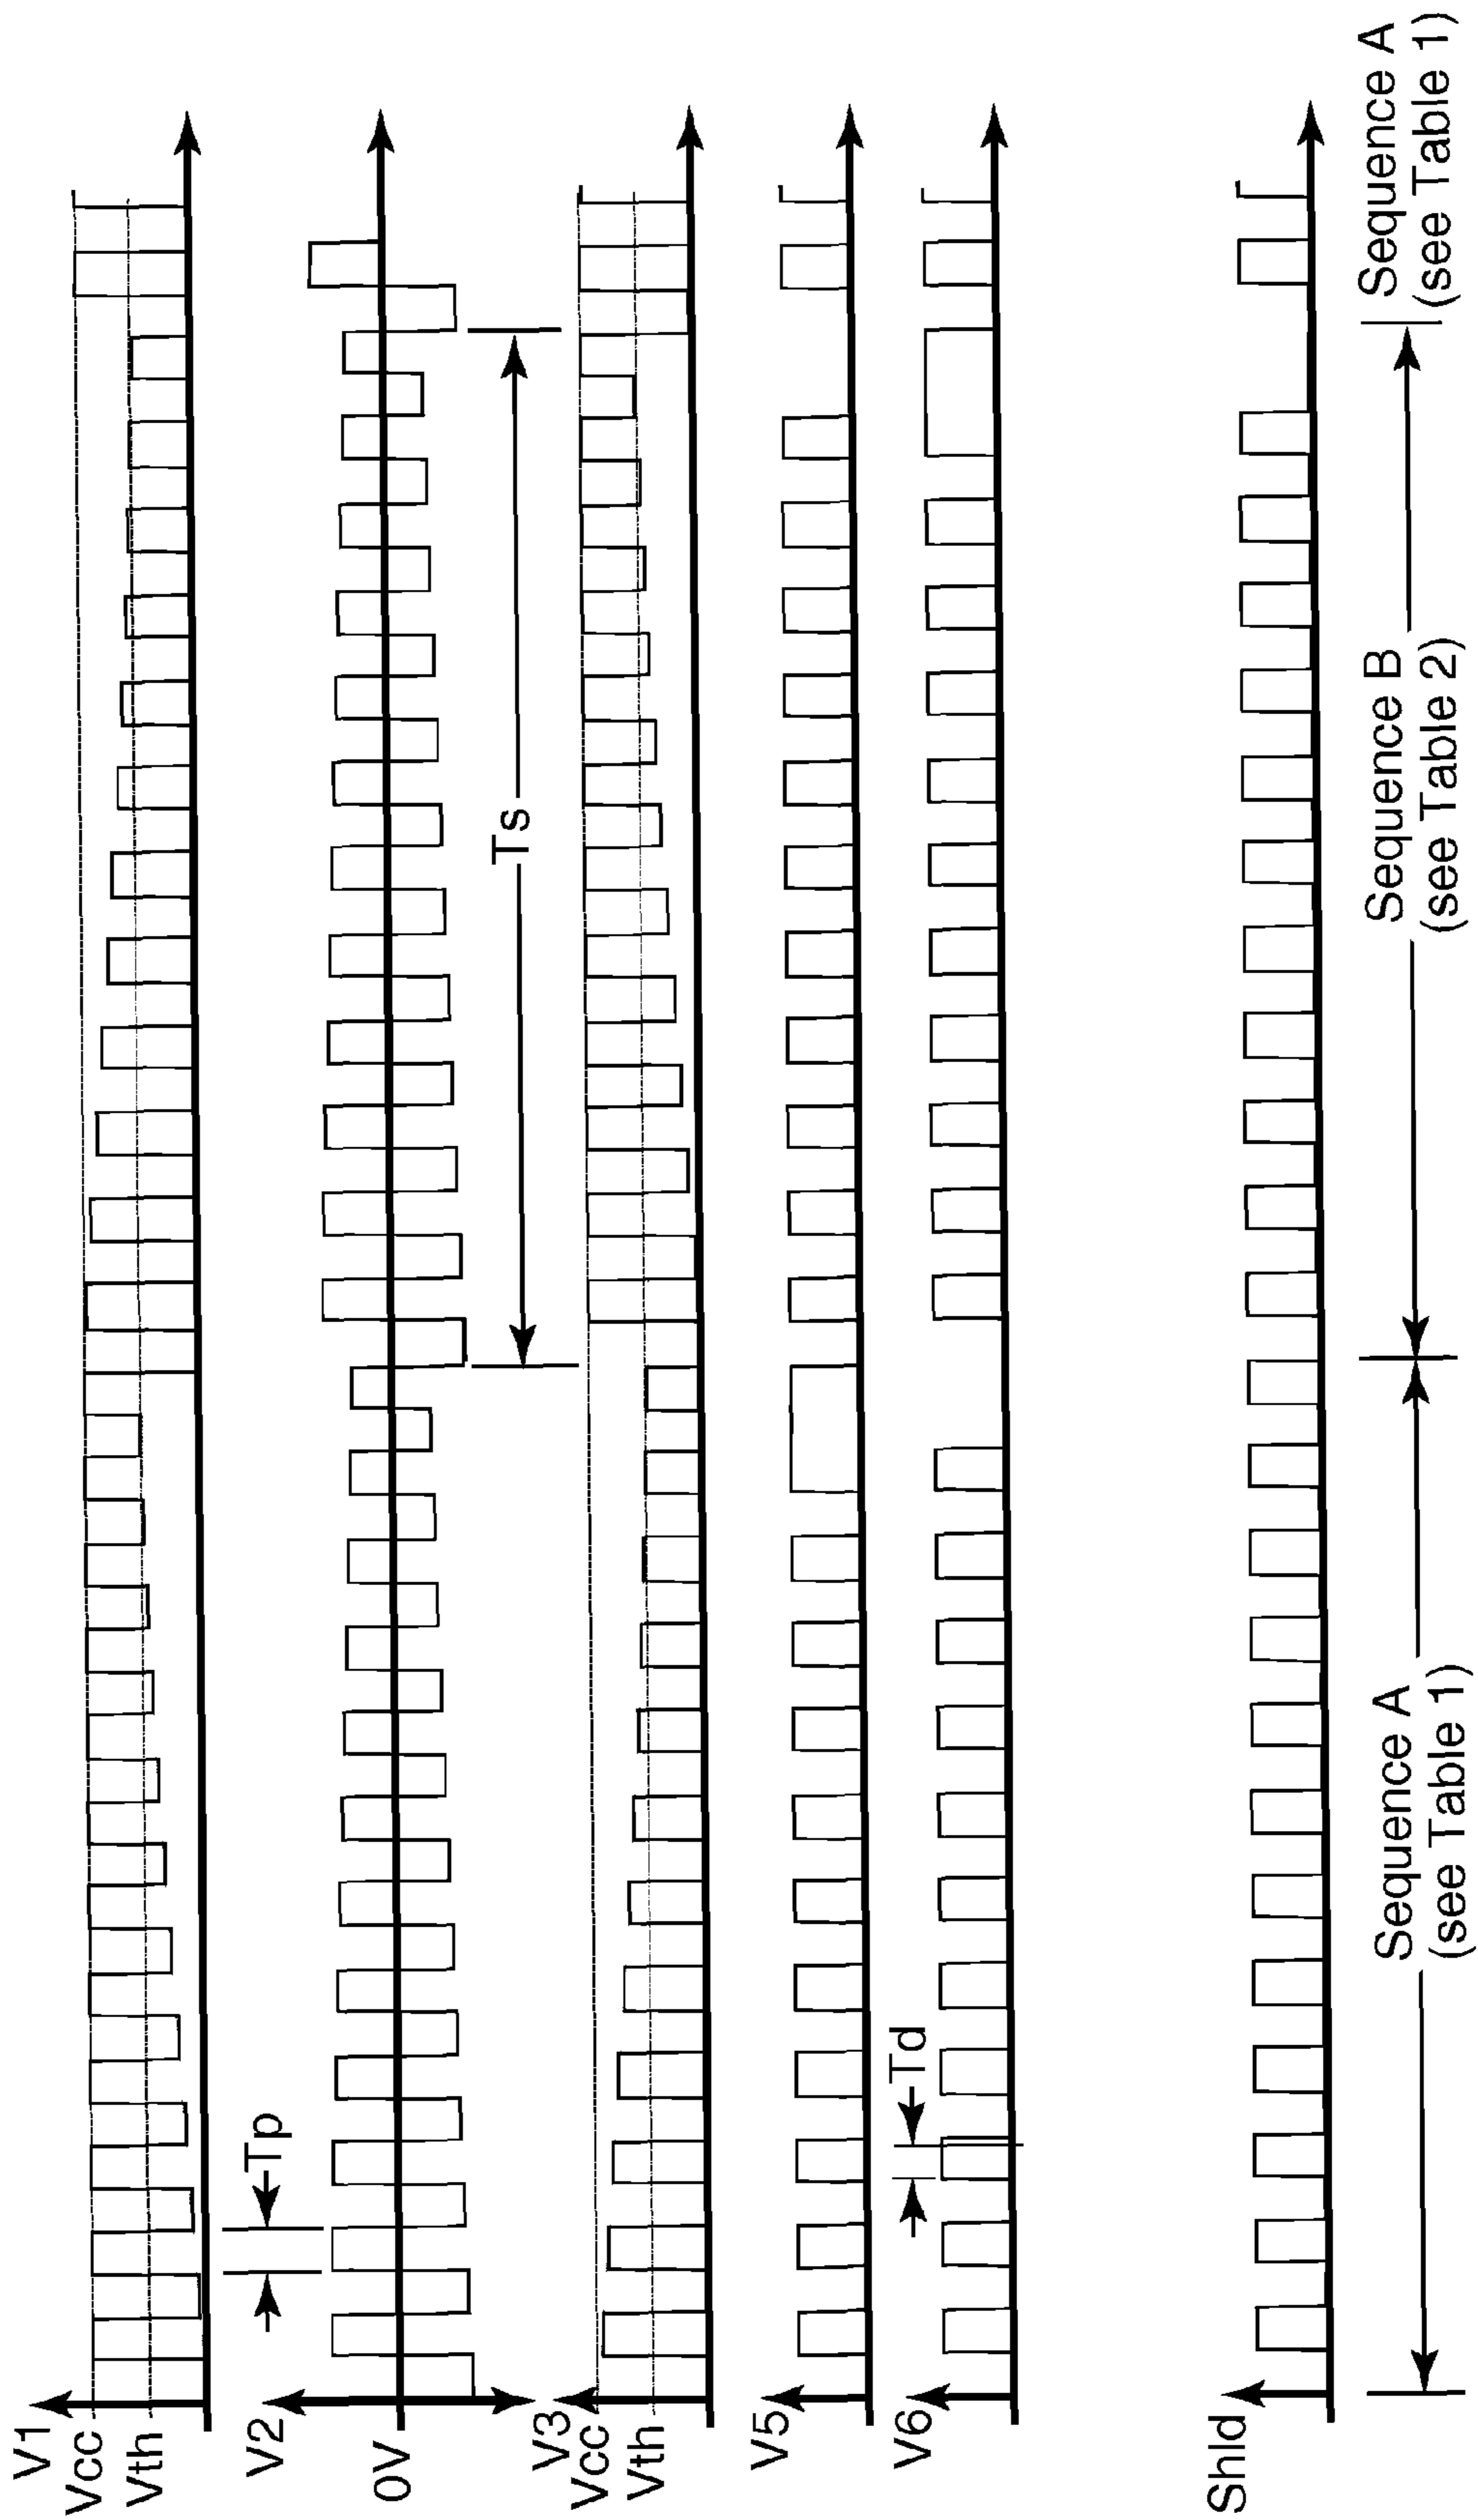 V1
Vcc
Vth
Tp
V2
0V
Ts
V3
Vcc
Vth
V5
Td
V6
Shld
Sequence A
(see Table 1)
Sequence B
(see Table 2)
Sequence A
(see Table 1)